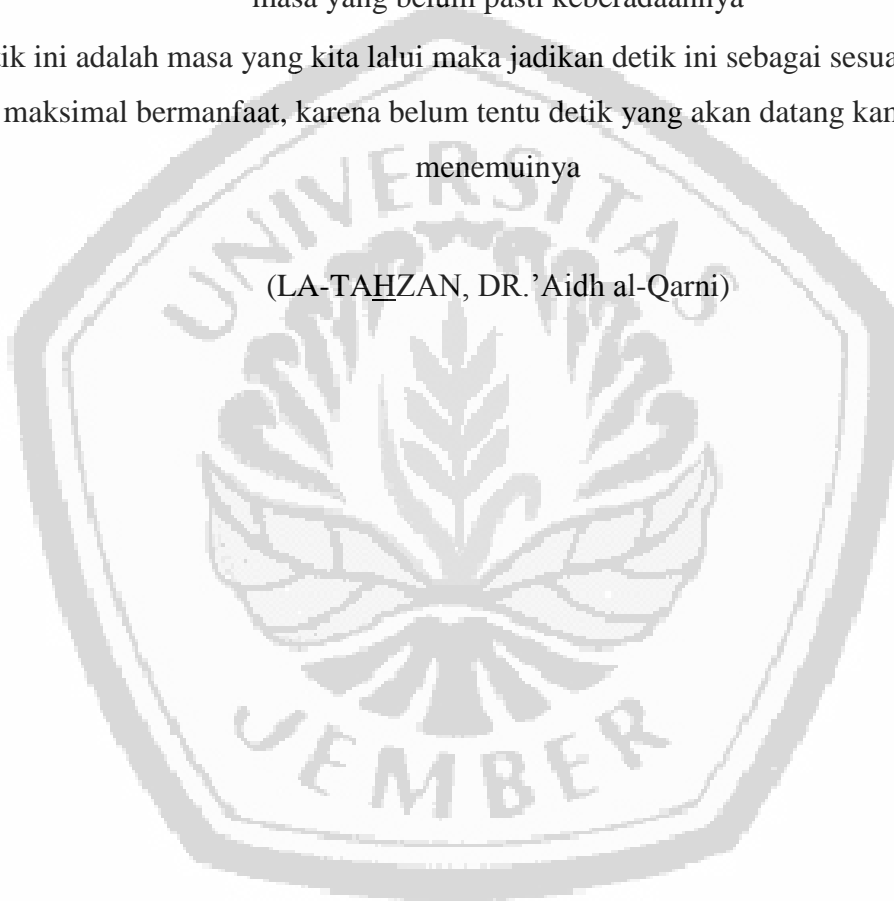 masa yang belum pasti keberadaannya
ik ini adalah masa yang kita lalui maka jadikan detik ini sebagai sesua
maksimal bermanfaat, karena belum tentu detik yang akan datang kan
menemuinya
(LA-TAHZAN, DR.'Aidh al-Qarni)
UNIVERSITAS
JEMBER